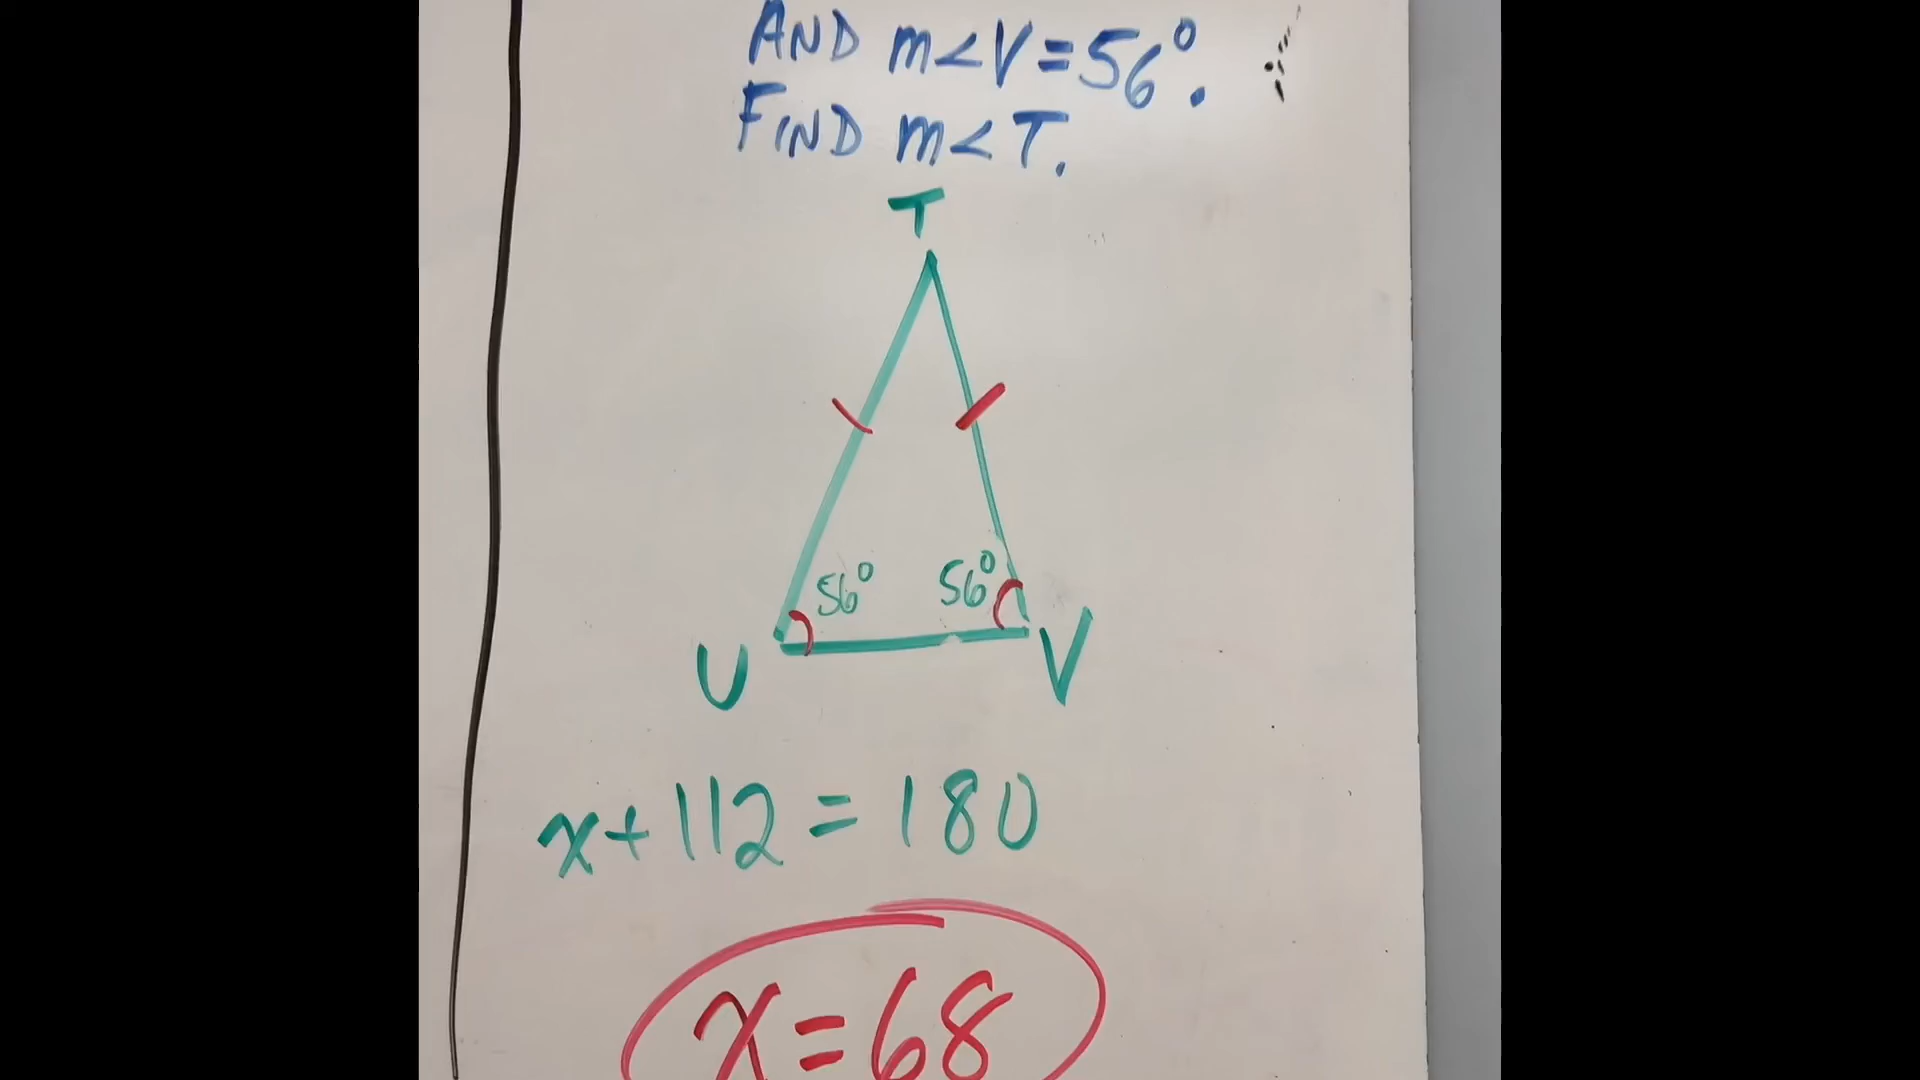 AND m<V=56°.
FIND m<T.
T
56° 56°
U V
x+112=180
x=68